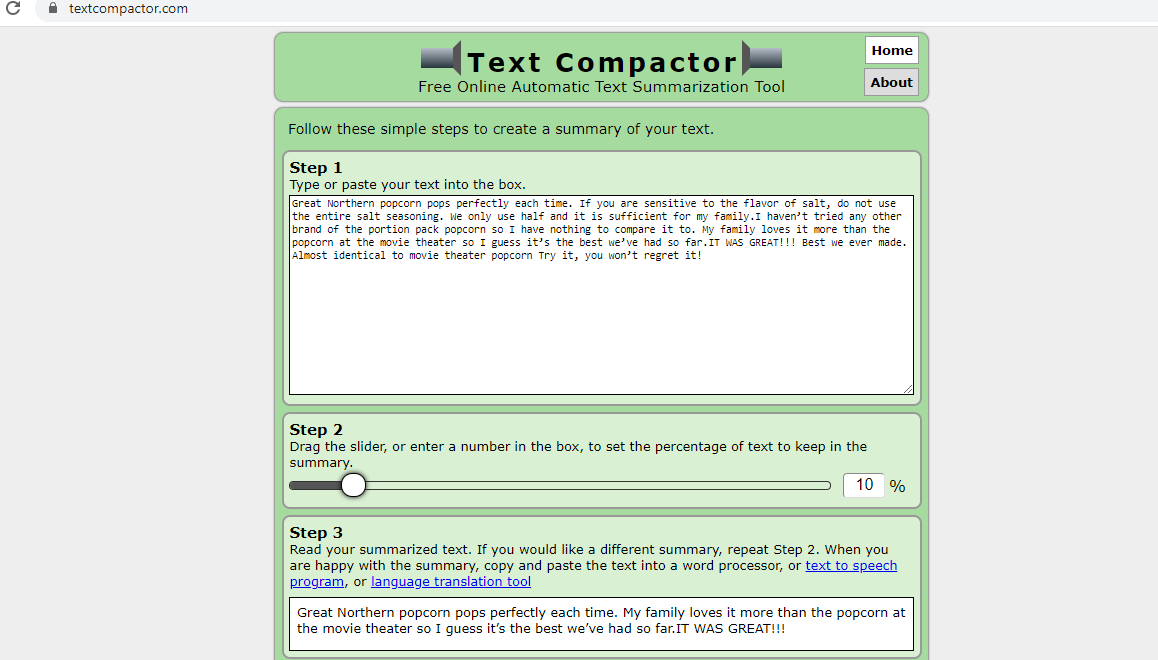 textcompactor.com
Text Compactor
Free Online Automatic Text Summarization Tool
Home
About
Follow these simple steps to create a summary of your text.
Step 1
Type or paste your text into the box.
Great Northern popcorn pops perfectly each time. If you are sensitive to the flavor of salt, do not use
the entire salt seasoning. We only use half and it is sufficient for my family.I haven’t tried any other
brand of the portion pack popcorn so I have nothing to compare it to. My family loves it more than the
popcorn at the movie theater so I guess it’s the best we’ve had so far.IT WAS GREAT!!! Best we ever made.
Almost identical to movie theater popcorn Try it, you won’t regret it!
Step 2
Drag the slider, or enter a number in the box, to set the percentage of text to keep in the
summary.
10 %
Step 3
Read your summarized text. If you would like a different summary, repeat Step 2. When you
are happy with the summary, copy and paste the text into a word processor, or text to speech
program, or language translation tool
Great Northern popcorn pops perfectly each time. My family loves it more than the popcorn at
the movie theater so I guess it’s the best we’ve had so far.IT WAS GREAT!!!